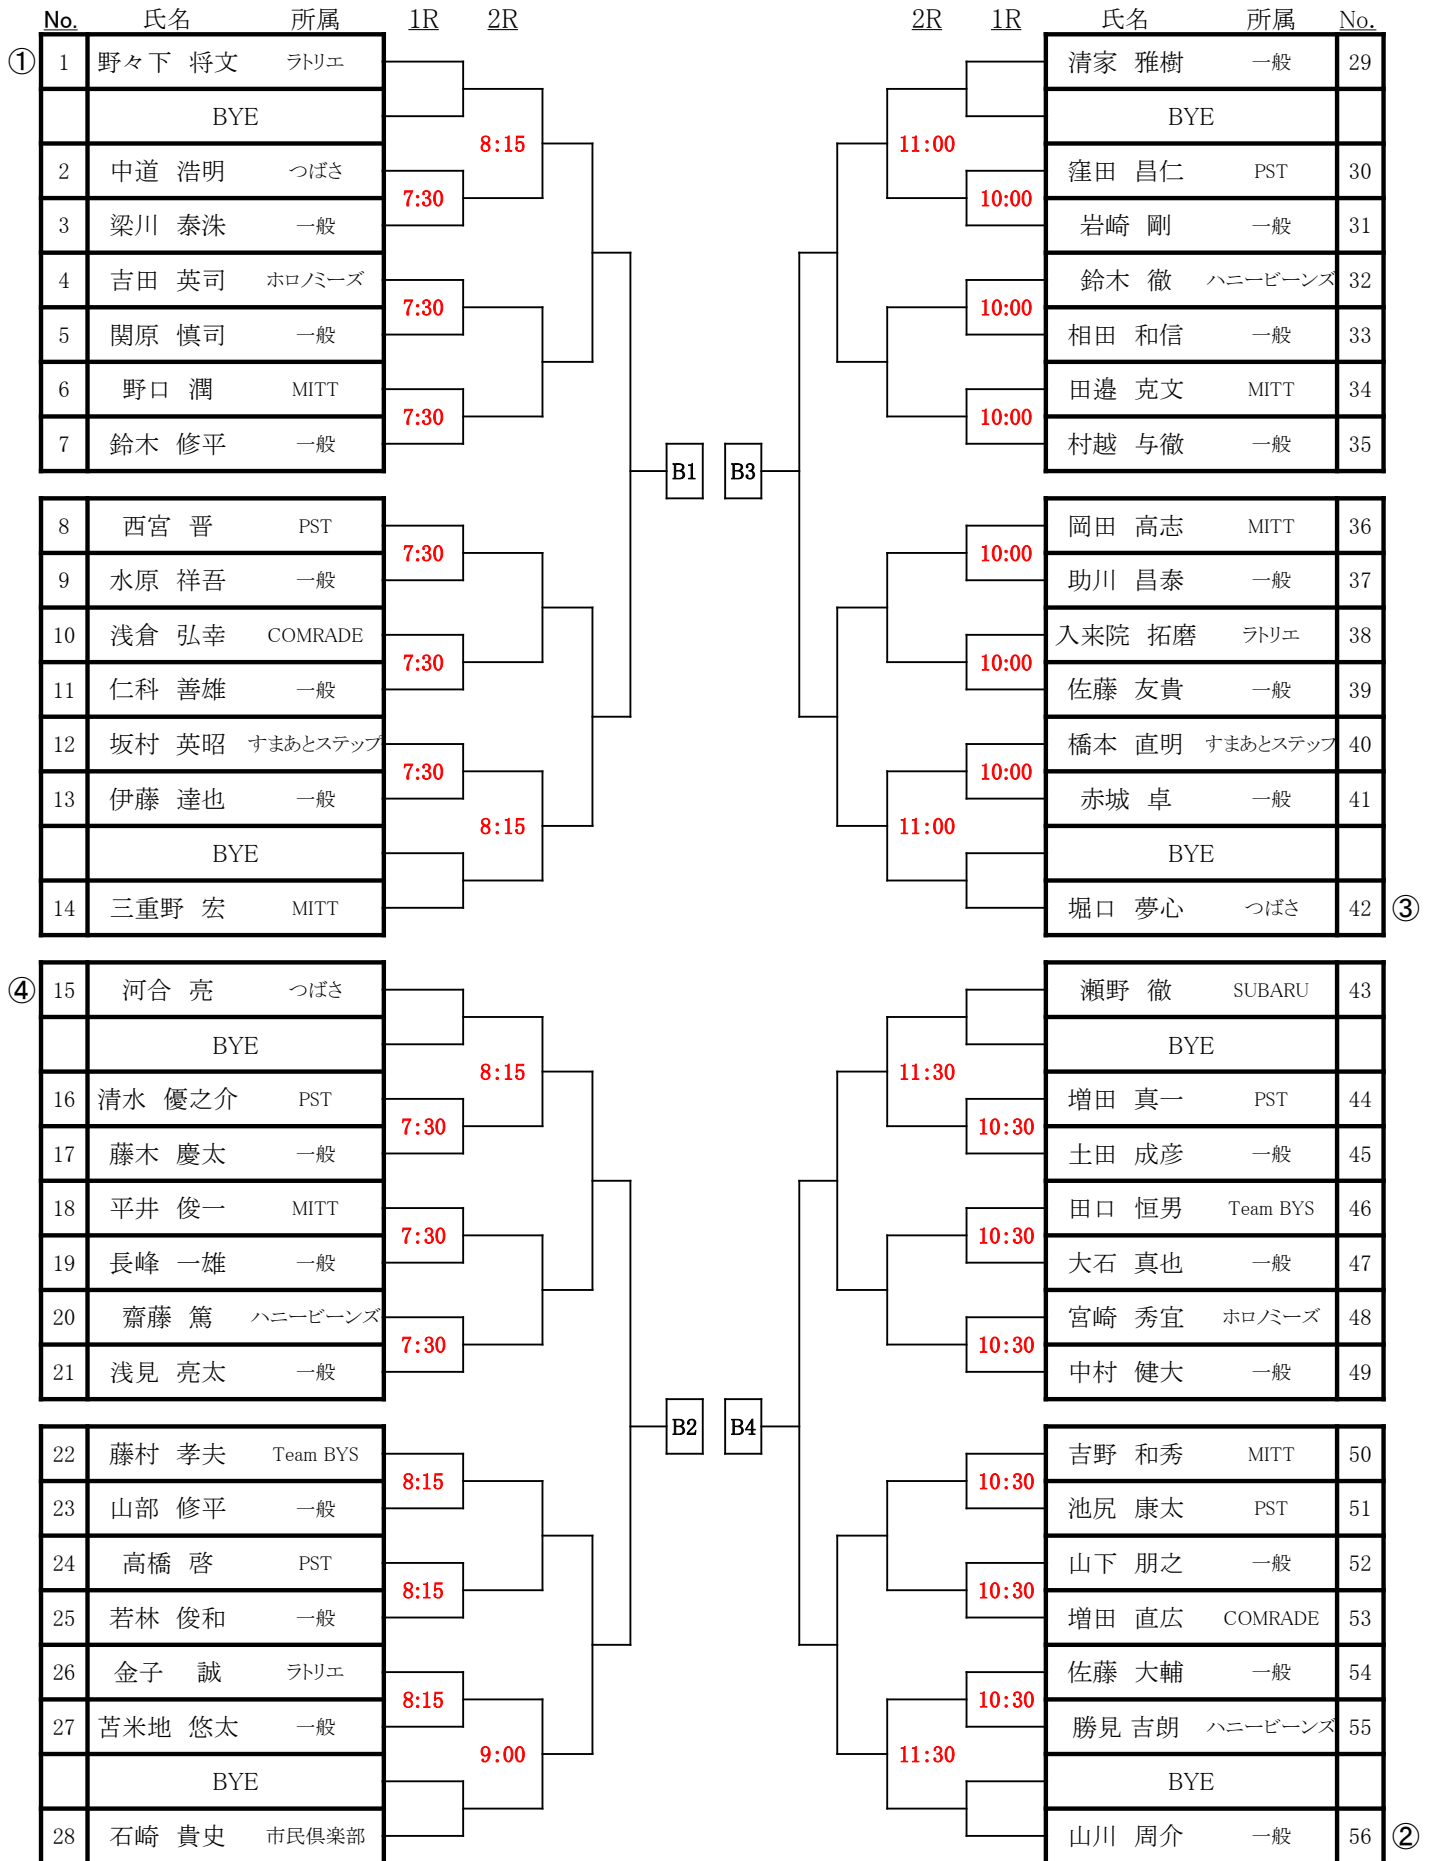 No. 氏名 所属 1R 2R 2R 1R 氏名 所属 No.
① 1 野々下 将文 ラトリエ 清家 雅樹 一般 29
BYE BYE
8:15 11:00
2 中道 浩明 つばさ 窪田 昌仁 PST 30
7:30 10:00
3 梁川 泰洙 一般 岩崎 剛 一般 31
4 吉田 英司 ホロノミーズ 鈴木 徹 ハニービーンズ 32
7:30 10:00
5 関原 慎司 一般 相田 和信 一般 33
6 野口 潤 MITT 田邉 克文 MITT 34
7:30 10:00
7 鈴木 修平 一般 村越 与徹 一般 35
B1 B3
8 西宮 晋 PST 岡田 高志 MITT 36
7:30 10:00
9 水原 祥吾 一般 助川 昌泰 一般 37
10 浅倉 弘幸 COMRADE 入来院 拓磨 ラトリエ 38
7:30 10:00
11 仁科 善雄 一般 佐藤 友貴 一般 39
12 坂村 英昭 すまあとステップ 橋本 直明 すまあとステップ 40
7:30 10:00
13 伊藤 達也 一般 赤城 卓 一般 41
8:15 11:00
BYE BYE
14 三重野 宏 MITT 堀口 夢心 つばさ 42 ③
④ 15 河合 亮 つばさ 瀬野 徹 SUBARU 43
BYE BYE
8:15 11:30
16 清水 優之介 PST 増田 真一 PST 44
7:30 10:30
17 藤木 慶太 一般 土田 成彦 一般 45
18 平井 俊一 MITT 田口 恒男 Team BYS 46
7:30 10:30
19 長峰 一雄 一般 大石 真也 一般 47
20 齋藤 篤 ハニービーンズ 宮崎 秀宜 ホロノミーズ 48
7:30 10:30
21 浅見 亮太 一般 中村 健大 一般 49
B2 B4
22 藤村 孝夫 Team BYS 吉野 和秀 MITT 50
8:15 10:30
23 山部 修平 一般 池尻 康太 PST 51
24 高橋 啓 PST 山下 朋之 一般 52
8:15 10:30
25 若林 俊和 一般 増田 直広 COMRADE 53
26 金子 誠 ラトリエ 佐藤 大輔 一般 54
8:15 10:30
27 苫米地 悠太 一般 勝見 吉朗 ハニービーンズ 55
9:00 11:30
BYE BYE
28 石崎 貴史 市民倶楽部 山川 周介 一般 56 ②